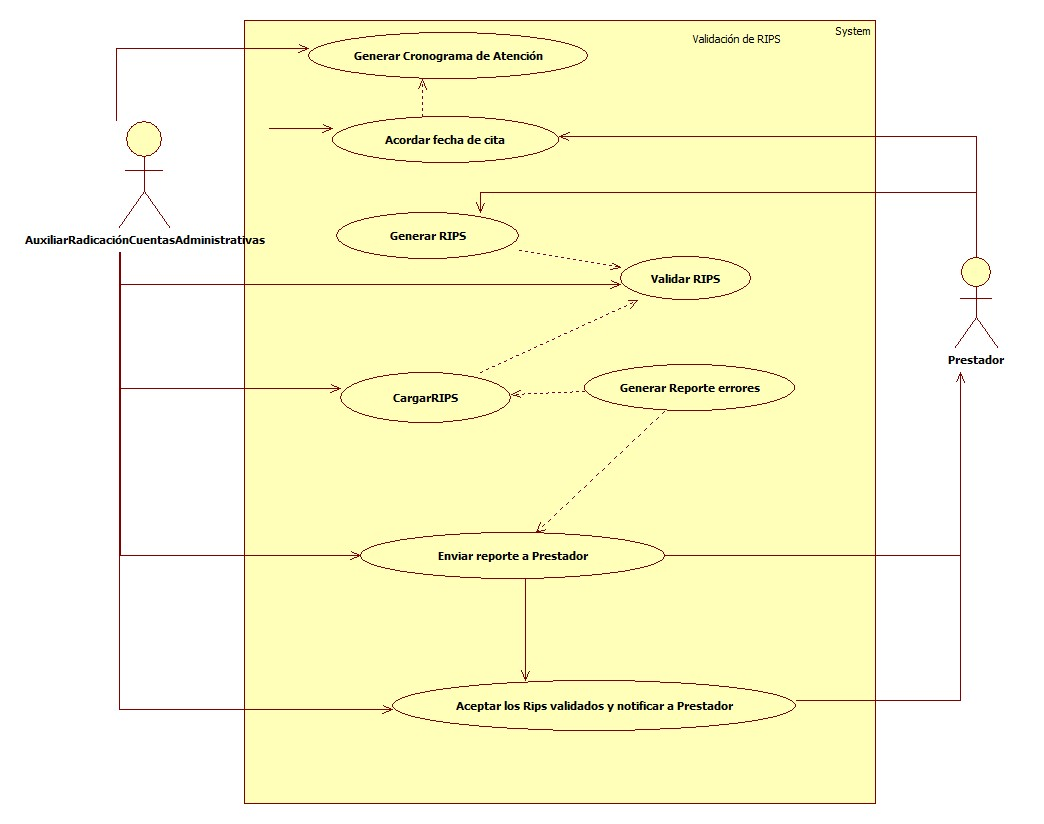 System
Validación de RIPS
Generar Cronograma de Atención
Acordar fecha de cita
Generar RIPS
AuxiliarRadicaciónCuentasAdministrativas
Validar RIPS
Prestador
Generar Reporte errores
CargarRIPS
Enviar reporte a Prestador
Aceptar los Rips validados y notificar a Prestador